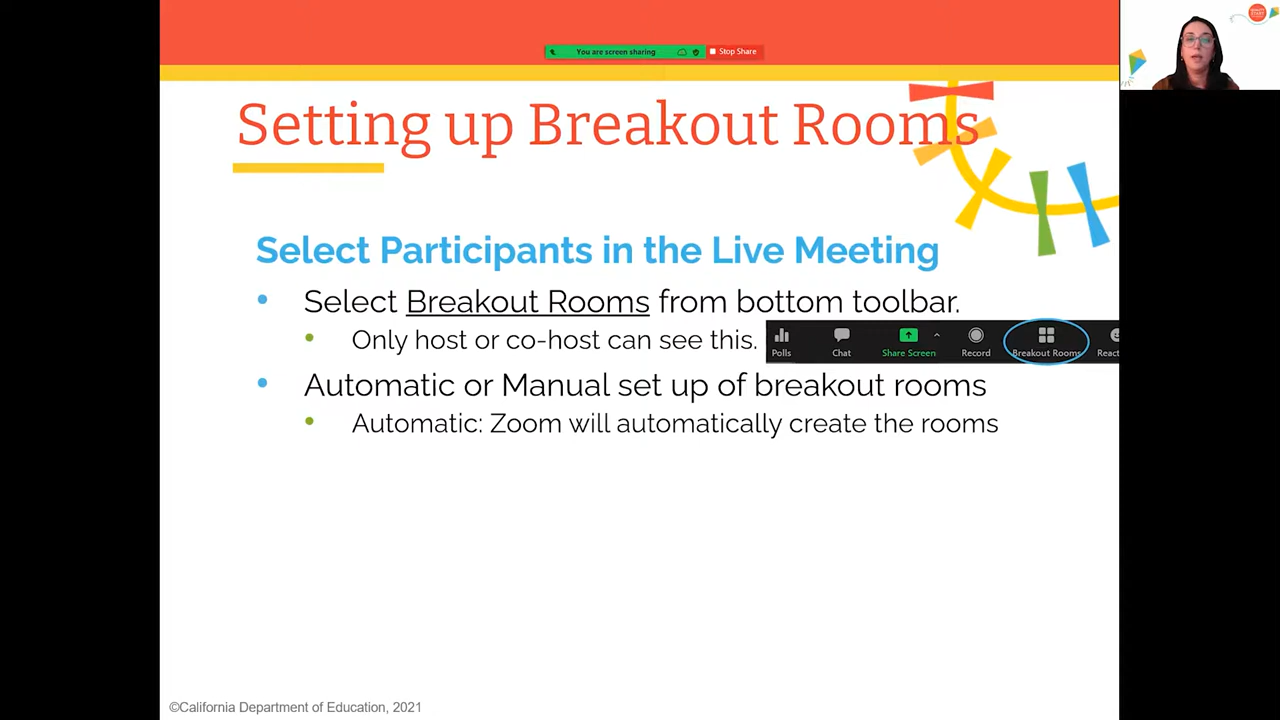 You are screen sharing
Stop Share
Setting up Breakout Rooms
Select Participants in the Live Meeting
Select Breakout Rooms from bottom toolbar.
Only host or co-host can see this.
Polls
Chat
Share Screen
Record
Breakout Rooms
React
Automatic or Manual set up of breakout rooms
Automatic: Zoom will automatically create the rooms
©California Department of Education, 2021